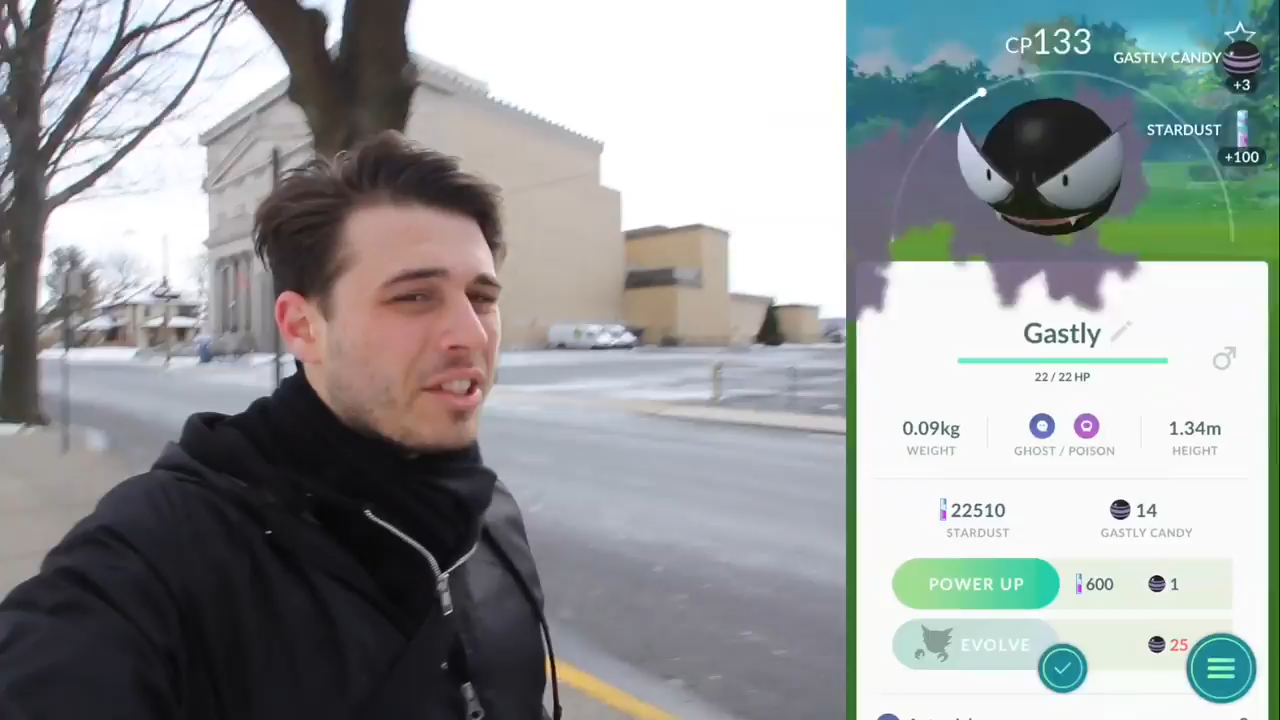 CP133
GASTLY CANDY
+3
STARDUST
+100
Gastly
22 / 22 HP
0.09kg
WEIGHT
GHOST / POISON
1.34m
HEIGHT
22510
STARDUST
14
GASTLY CANDY
POWER UP
600
1
EVOLVE
25